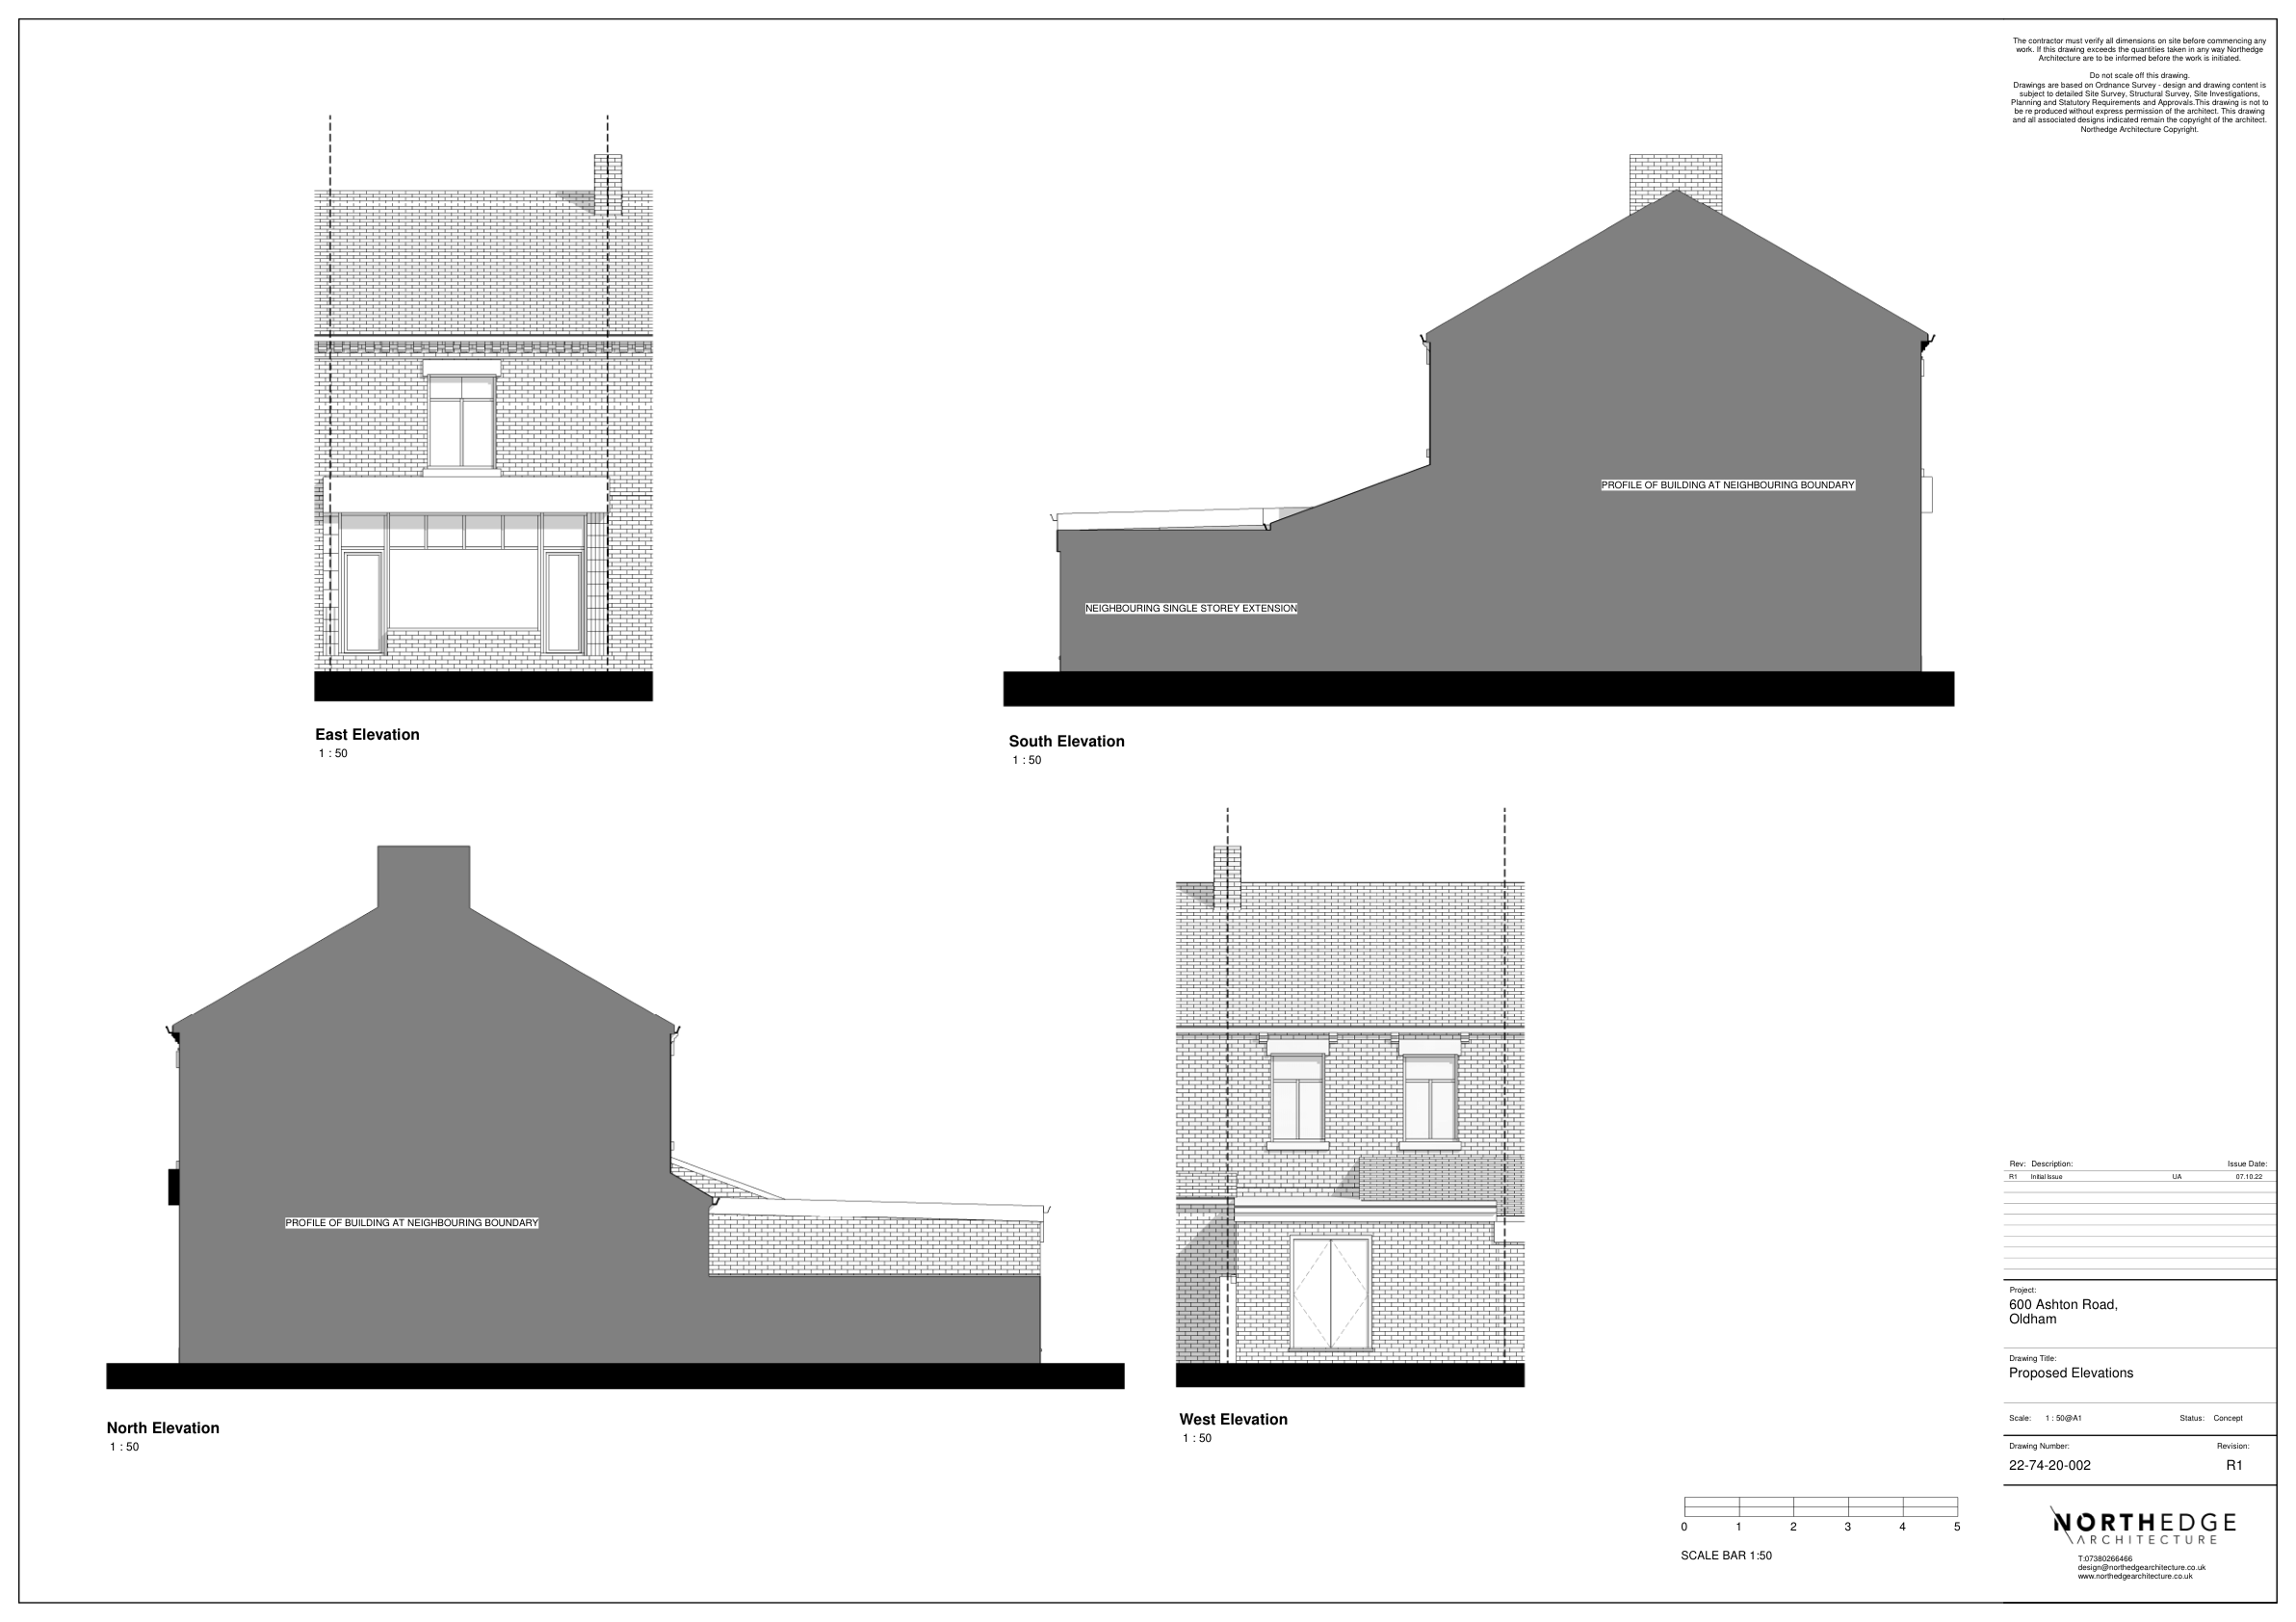 The contractor must verify all dimensions on site before commencing any
work. If this drawing exceeds the quantities taken in any way Northedge
Architecture are to be informed before the work is initiated.
Do not scale off this drawing.
Drawings are based on Ordnance Survey - design and drawing content is
subject to detailed Site Survey, Structural Survey, Site Investigations,
Planning and Statutory Requirements and Approvals.This drawing is not to
be re produced without express permission of the architect. This drawing
and all associated designs indicated remain the copyright of the architect.
Northedge Architecture Copyright.
PROFILE OF BUILDING AT NEIGHBOURING BOUNDARY
NEIGHBOURING SINGLE STOREY EXTENSION
East Elevation
1 : 50
South Elevation
1 : 50
PROFILE OF BUILDING AT NEIGHBOURING BOUNDARY
North Elevation
1 : 50
West Elevation
1 : 50
0 1 2 3 4 5
SCALE BAR 1:50
Rev: Description: Issue Date:
R1 Initial Issue UA 07.10.22
Project:
600 Ashton Road,
Oldham
Drawing Title:
Proposed Elevations
Scale: 1 : 50@A1 Status: Concept
Drawing Number: Revision:
22-74-20-002 R1
NORTHEDGE
ARCHITECTURE
T:07380266466
design@northedgearchitecture.co.uk
www.northedgearchitecture.co.uk